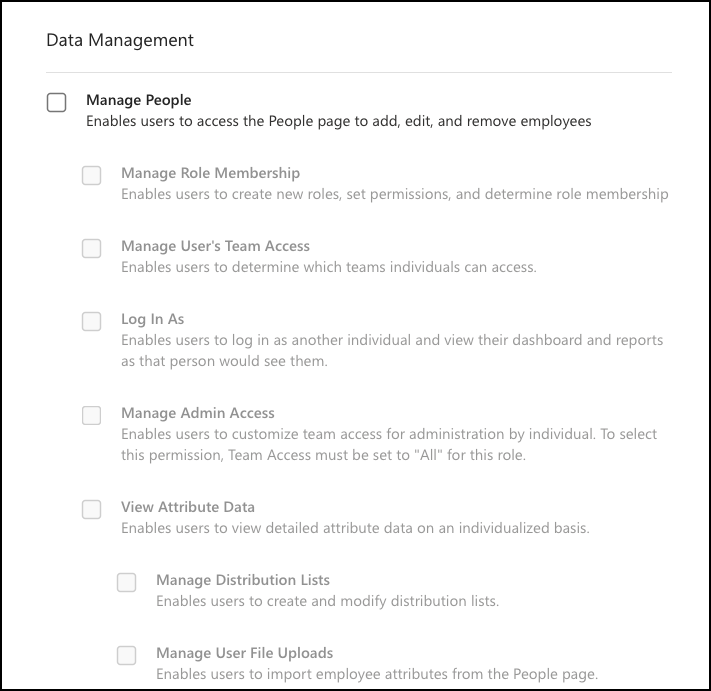 Data Management
Manage People
Enables users to access the People page to add, edit, and remove employees
Manage Role Membership
Enables users to create new roles, set permissions, and determine role membership
Manage User's Team Access
Enables users to determine which teams individuals can access.
Log In As
Enables users to log in as another individual and view their dashboard and reports
as that person would see them.
Manage Admin Access
Enables users to customize team access for administration by individual. To select
this permission, Team Access must be set to "All" for this role.
View Attribute Data
Enables users to view detailed attribute data on an individualized basis.
Manage Distribution Lists
Enables users to create and modify distribution lists.
Manage User File Uploads
Enables users to import employee attributes from the People page.